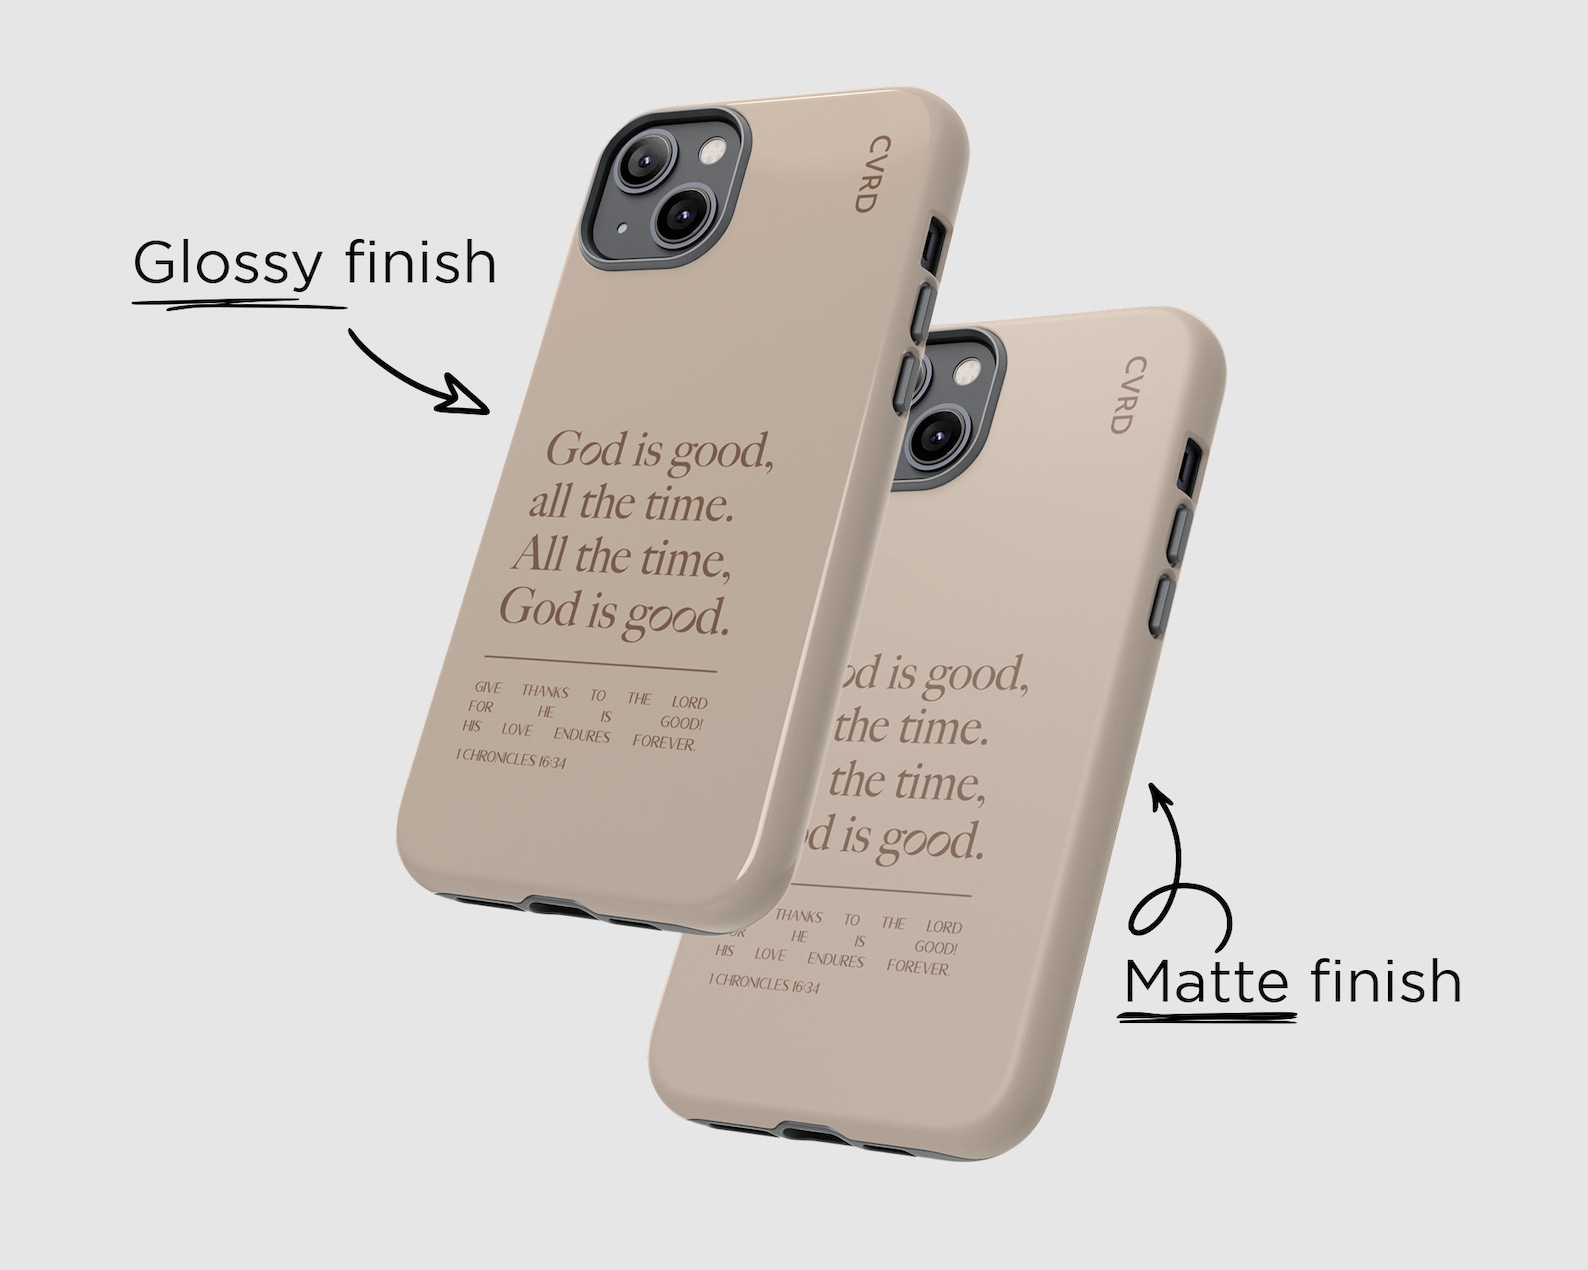 Glossy finish
CVRD
God is good,
all the time.
All the time,
God is good.
GIVE THANKS TO THE LORD
FOR HE IS GOOD!
HIS LOVE ENDURES FOREVER.
1 CHRONICLES 16:34
CVRD
is good,
the time.
the time,
is good.
THANKS TO THE LORD
HE IS GOOD!
HIS LOVE ENDURES FOREVER.
1 CHRONICLES 16:34
Matte finish